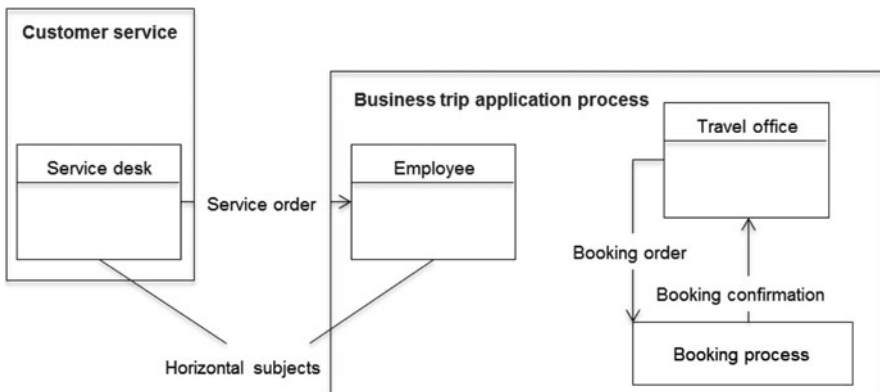 Customer service
Business trip application process
Travel office
Service desk
Employee
Service order
Booking order
Booking confirmation
Horizontal subjects
Booking process